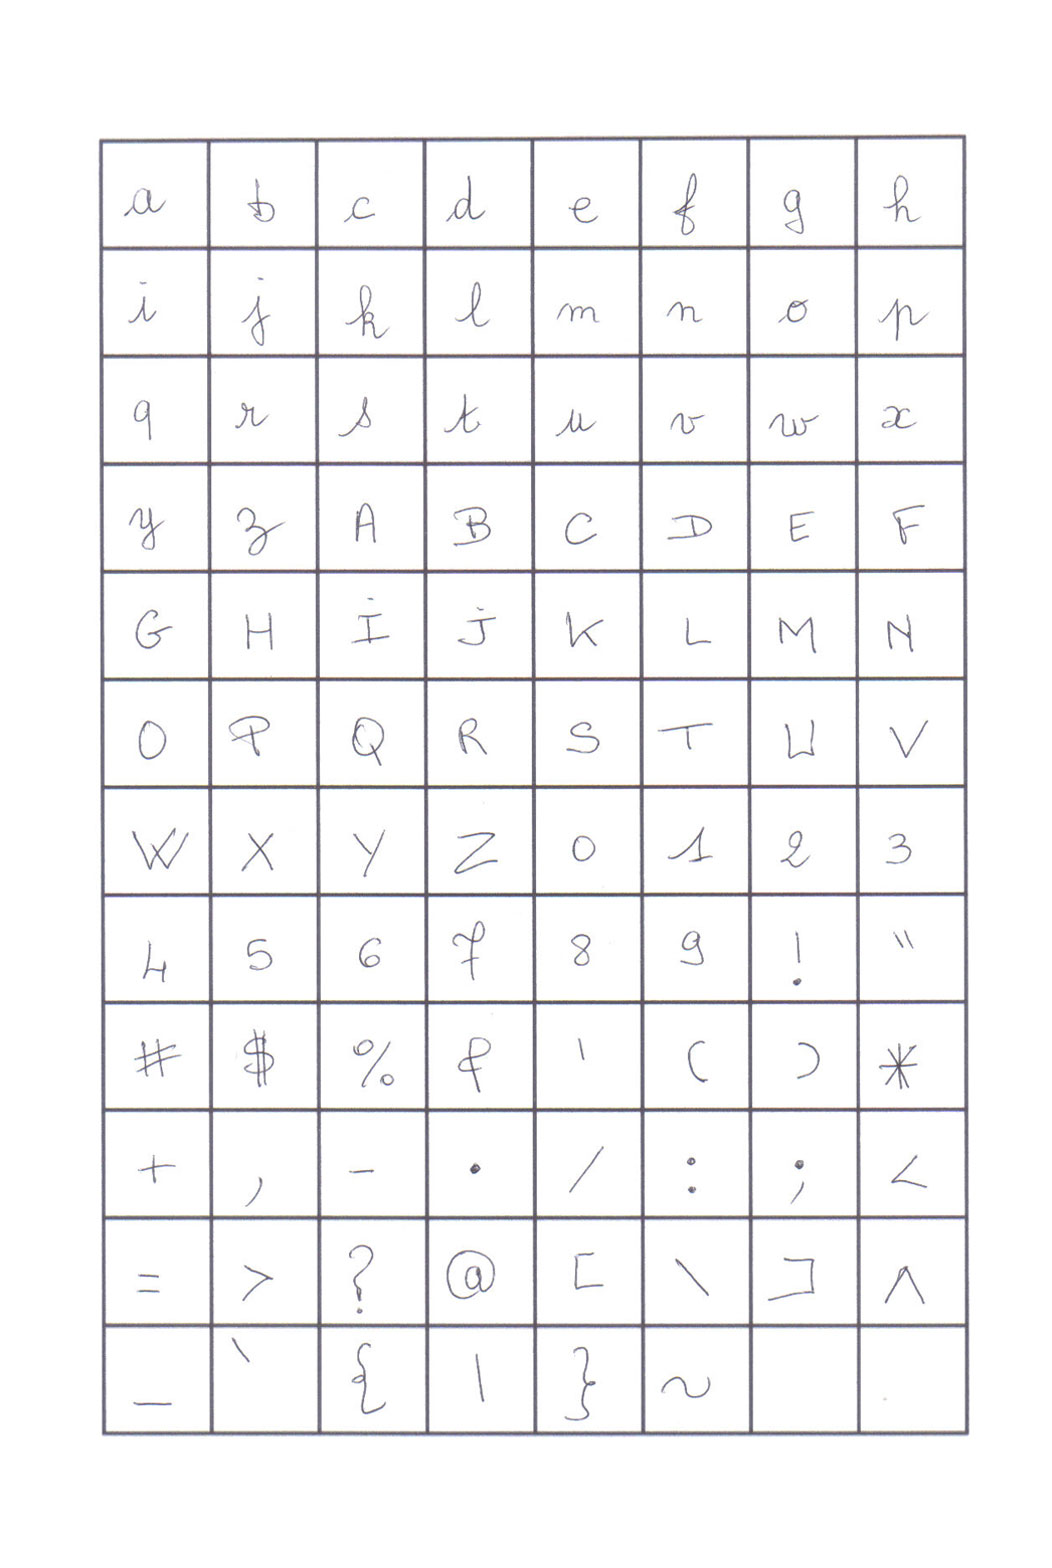 a b c d e f g h
i j k l m n o p
q r s t u v w x
y z A B C D E F
G H I J K L M N
O P Q R S T U V
W X Y Z 0 1 2 3
4 5 6 7 8 9 ! "
# $ % & ' ( ) *
+ , - . / : ; <
= > ? @ [ \ ] ^
_ ` { | } ~